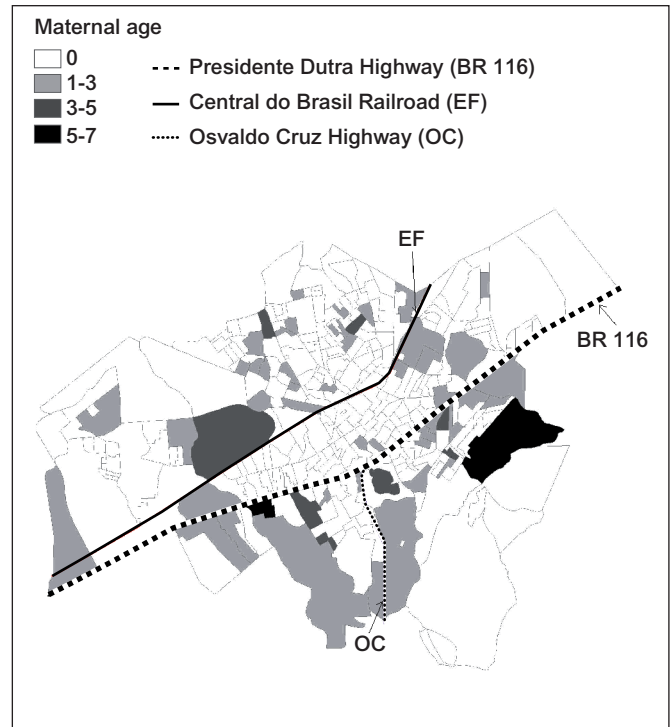 Maternal age
0
1-3
3-5
5-7
Presidente Dutra Highway (BR 116)
Central do Brasil Railroad (EF)
Osvaldo Cruz Highway (OC)
EF
BR 116
OC